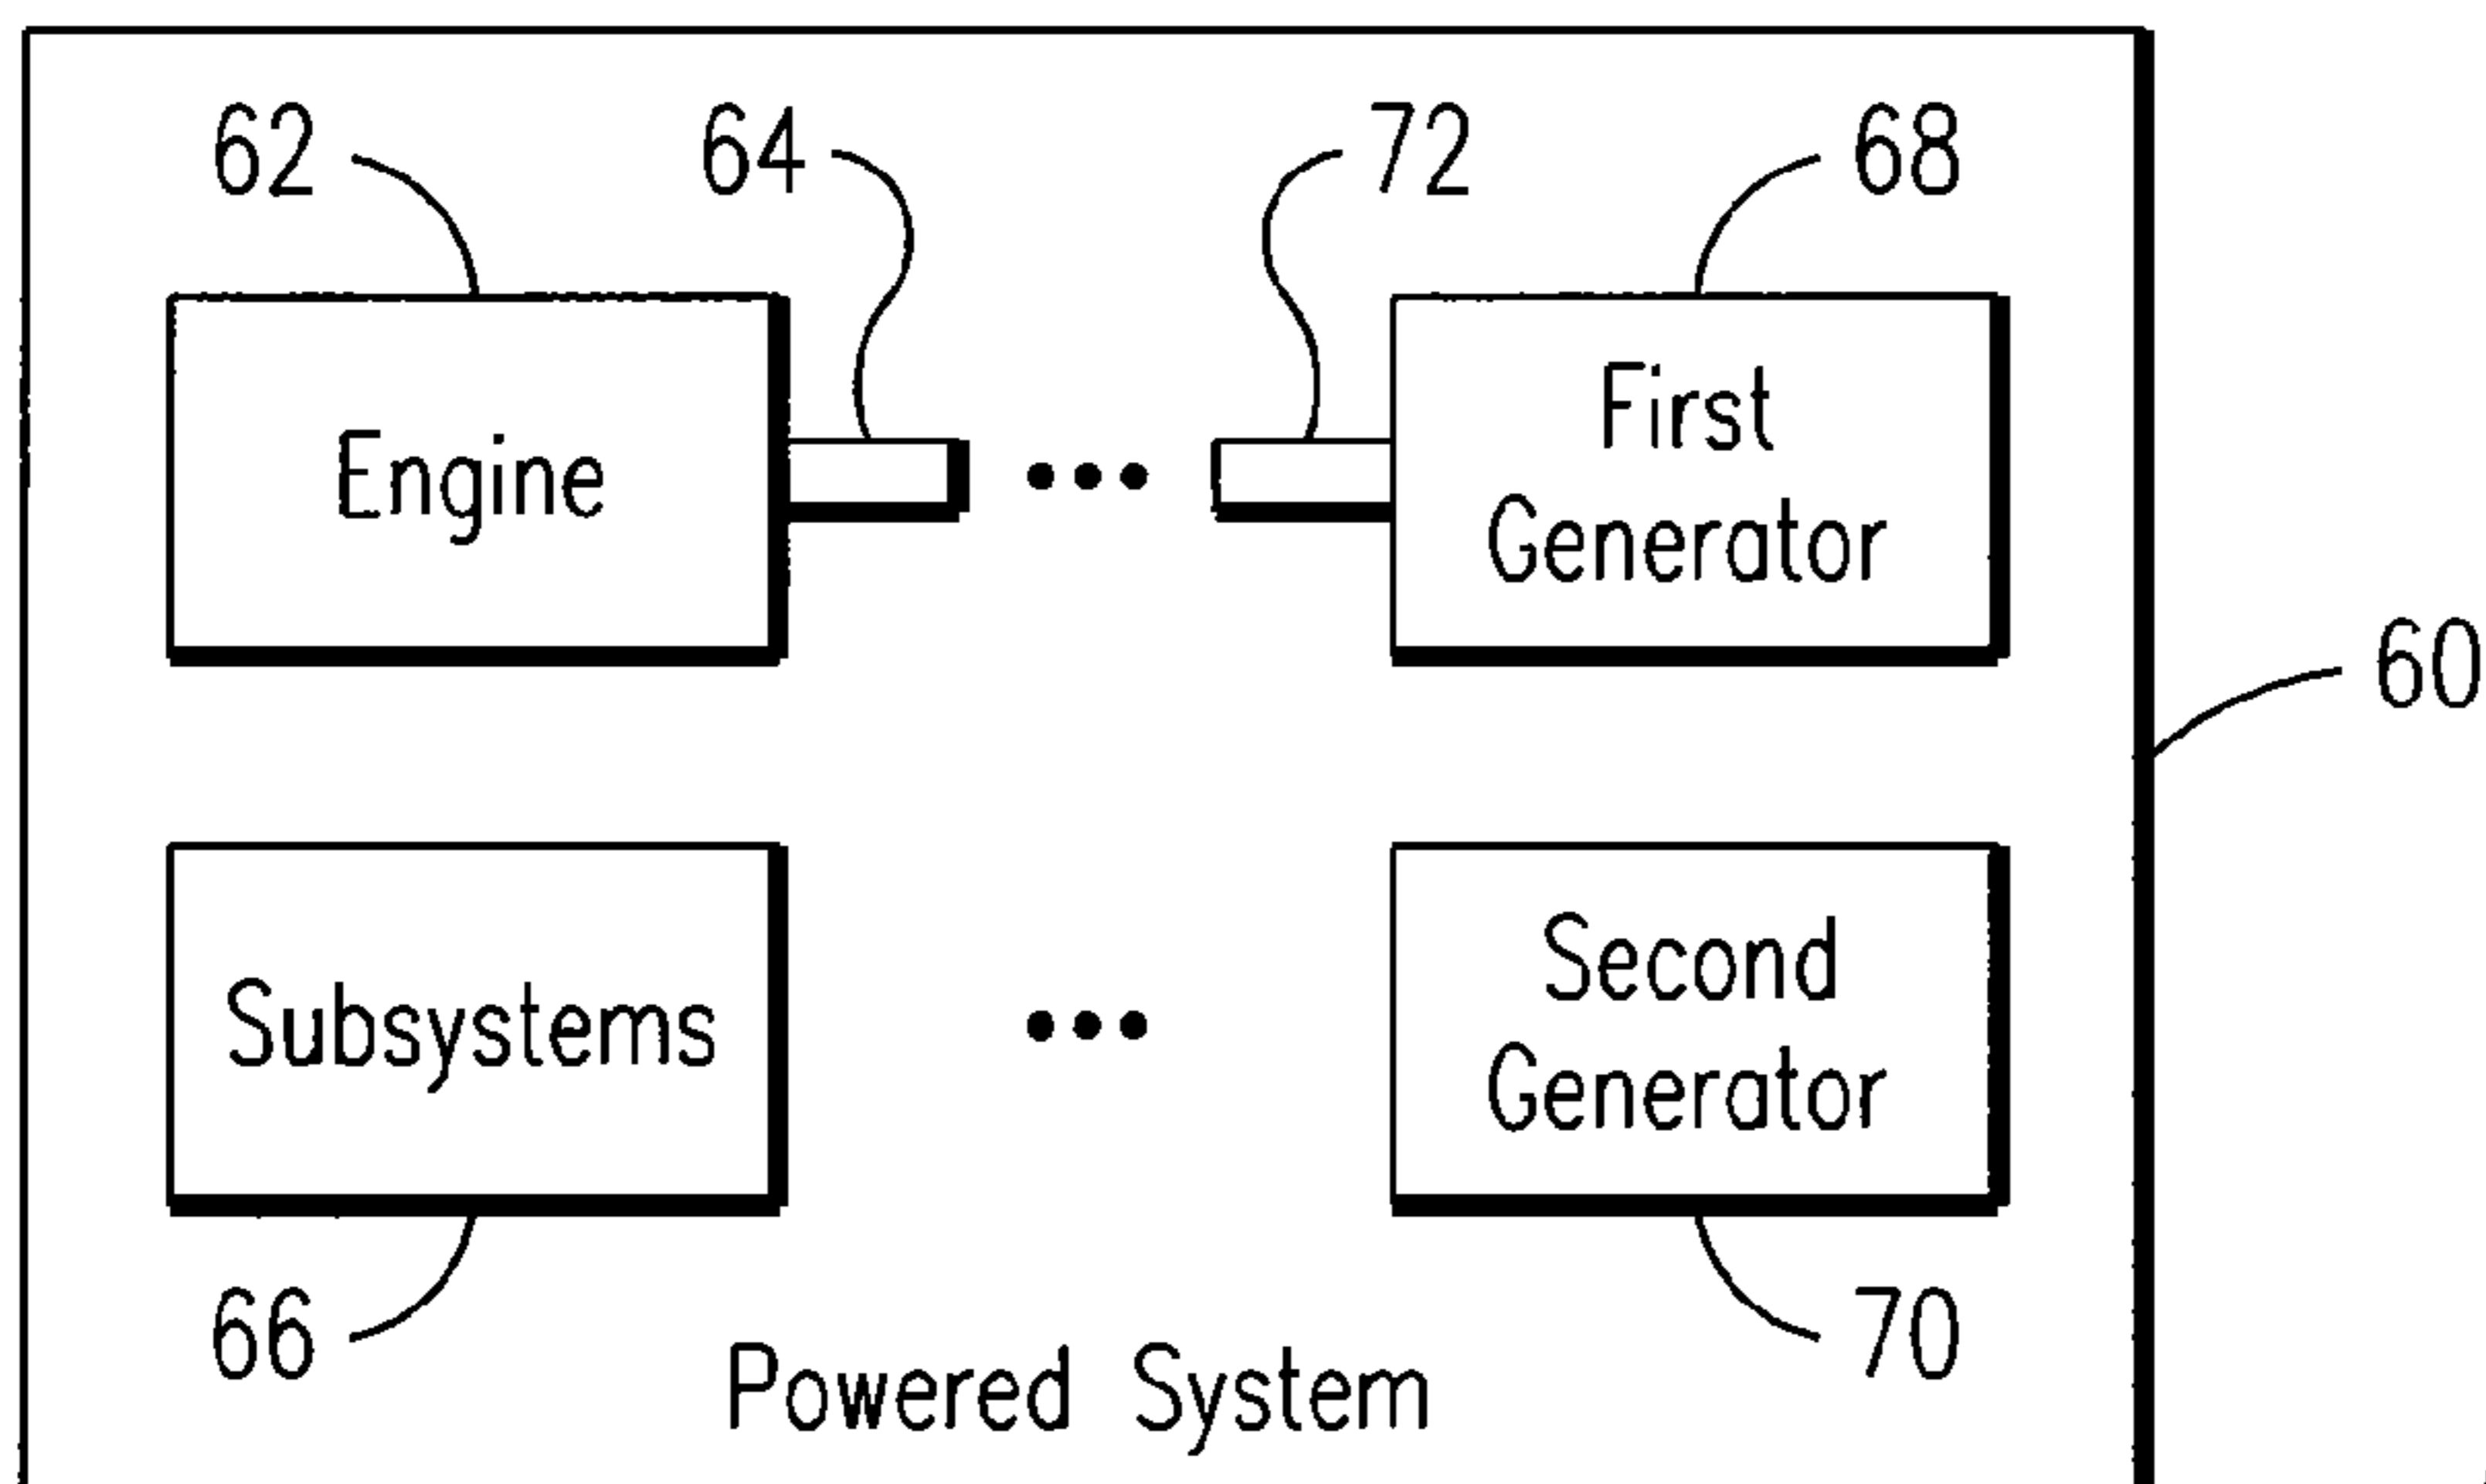 62 64 72 68
Engine
First
Generator
60
Subsystems
Second
Generator
66 70
Powered System